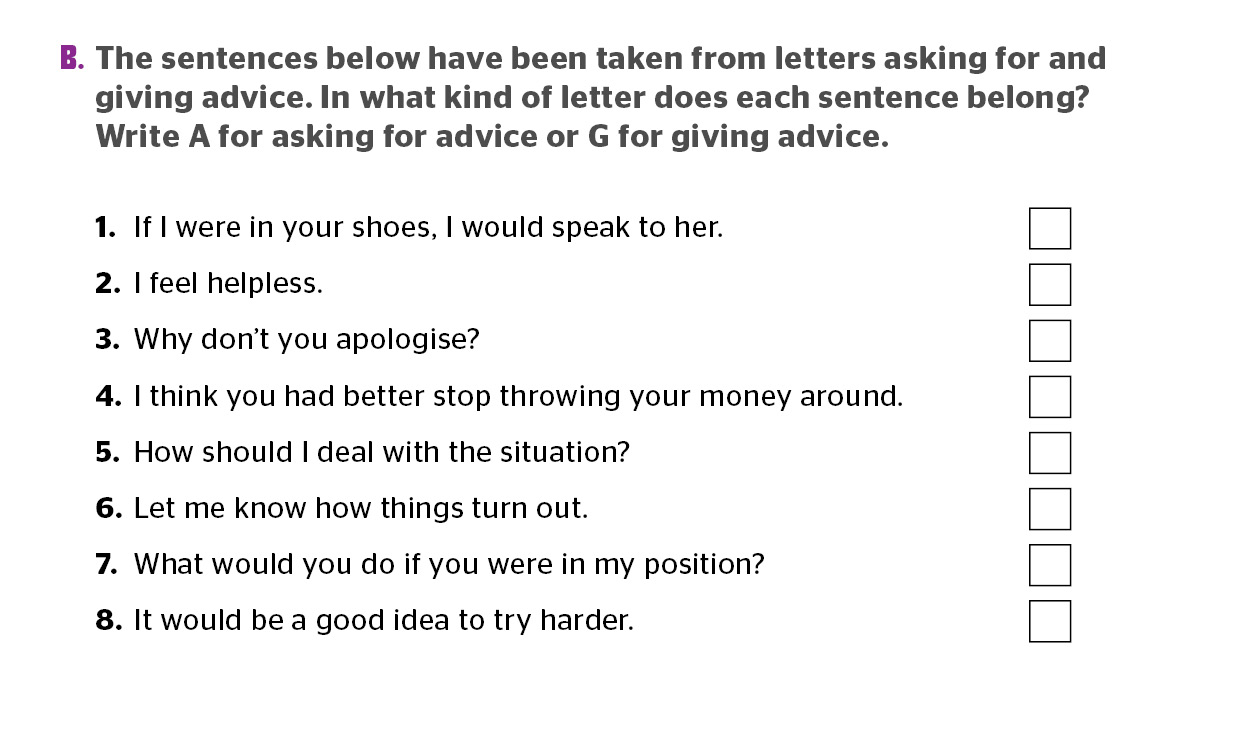 B. The sentences below have been taken from letters asking for and
giving advice. In what kind of letter does each sentence belong?
Write A for asking for advice or G for giving advice.
1. If I were in your shoes, I would speak to her.
2. I feel helpless.
3. Why don’t you apologise?
4. I think you had better stop throwing your money around.
5. How should I deal with the situation?
6. Let me know how things turn out.
7. What would you do if you were in my position?
8. It would be a good idea to try harder.